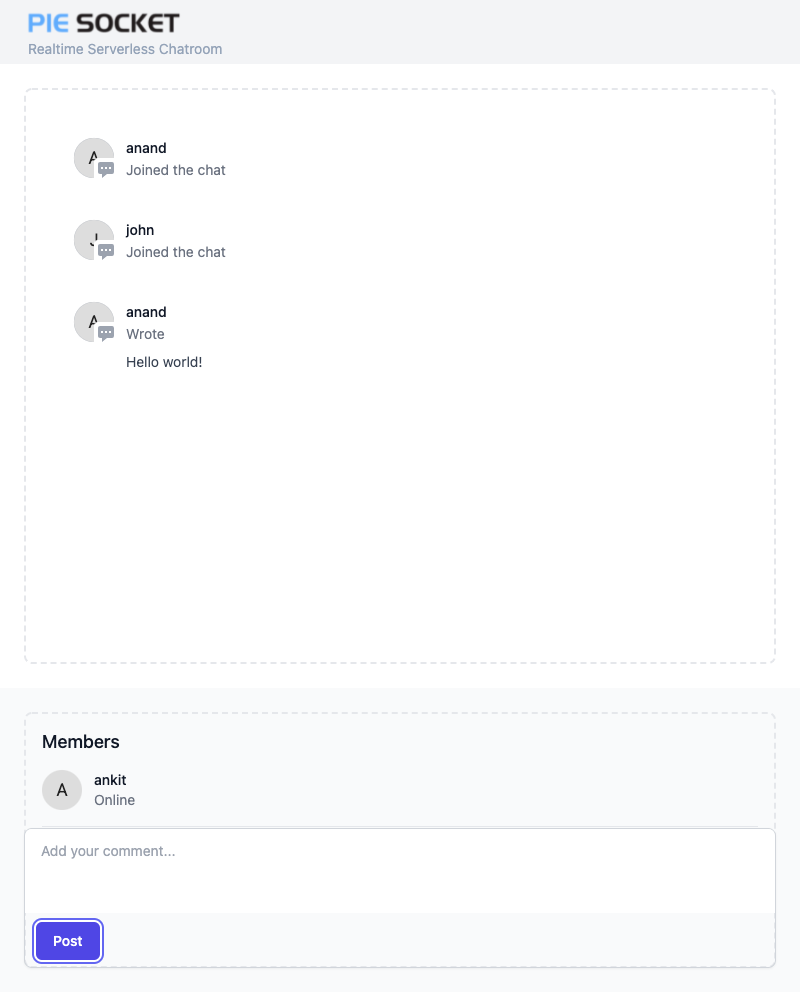 PIE SOCKET
Realtime Serverless Chatroom
A
anand
Joined the chat
J
john
Joined the chat
A
anand
Wrote
Hello world!
Members
A
ankit
Online
Add your comment...
Post